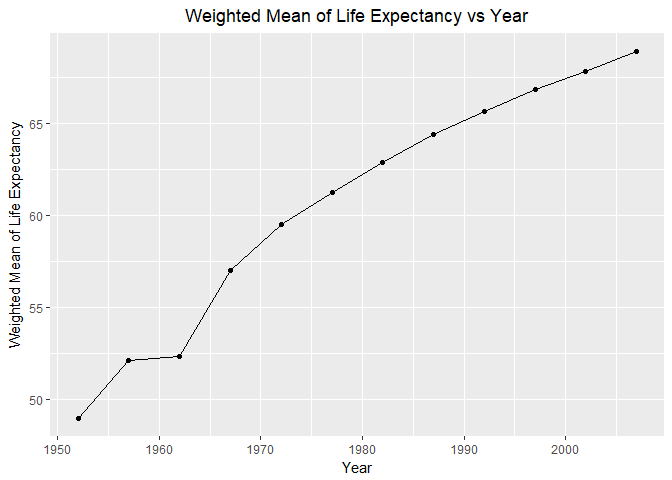 Weighted Mean of Life Expectancy vs Year
Weighted Mean of Life Expectancy
65
60
55
50
1950 1960 1970 1980 1990 2000
Year